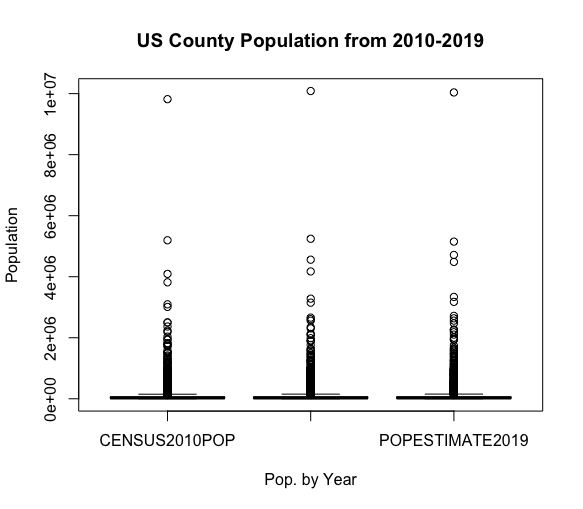 US County Population from 2010-2019
1e+07
8e+06
6e+06
4e+06
2e+06
0e+00
Population
CENSUS2010POP
POPESTIMATE2019
Pop. by Year